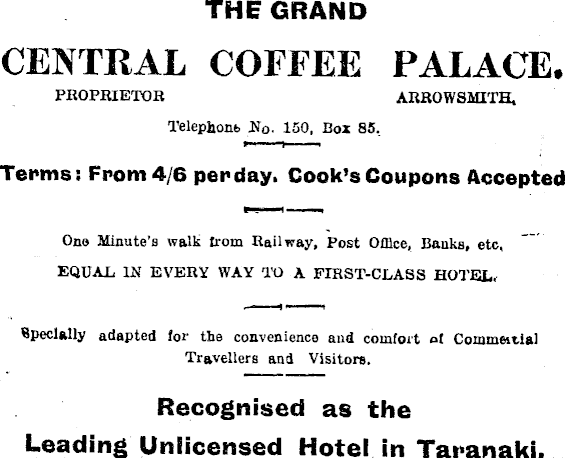 THE GRAND
CENTRAL COFFEE PALACE.
PROPRIETOR ARROWSMITH.
Telephone No. 150, Box 85.
Terms: From 4/6 per day. Cook's Coupons Accepted
One Minute's walk from Railway, Post Office, Banks, etc.
EQUAL IN EVERY WAY TO A FIRST-CLASS HOTEL.
Specially adapted for the convenience and comfort of Commercial
Travellers and Visitors.
Recognised as the
Leading Unlicensed Hotel in Taranaki.